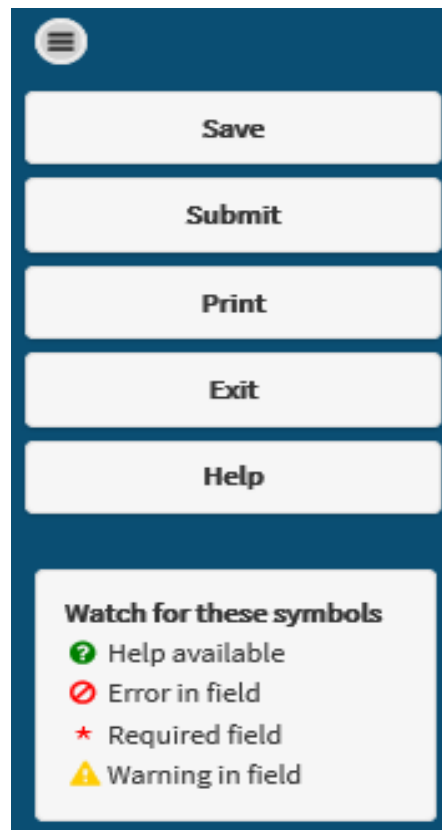 Save
Submit
Print
Exit
Help
Watch for these symbols
Help available
Error in field
* Required field
Warning in field